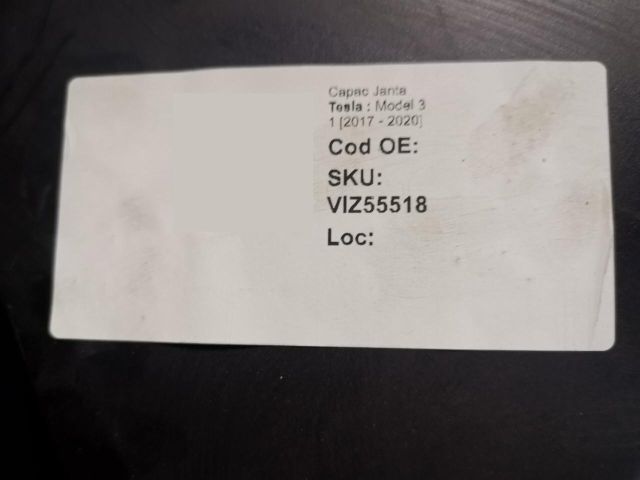 Capac Janta
Tesla : Model 3
1 [2017 - 2020]
Cod OE:
SKU:
VIZ55518
Loc: